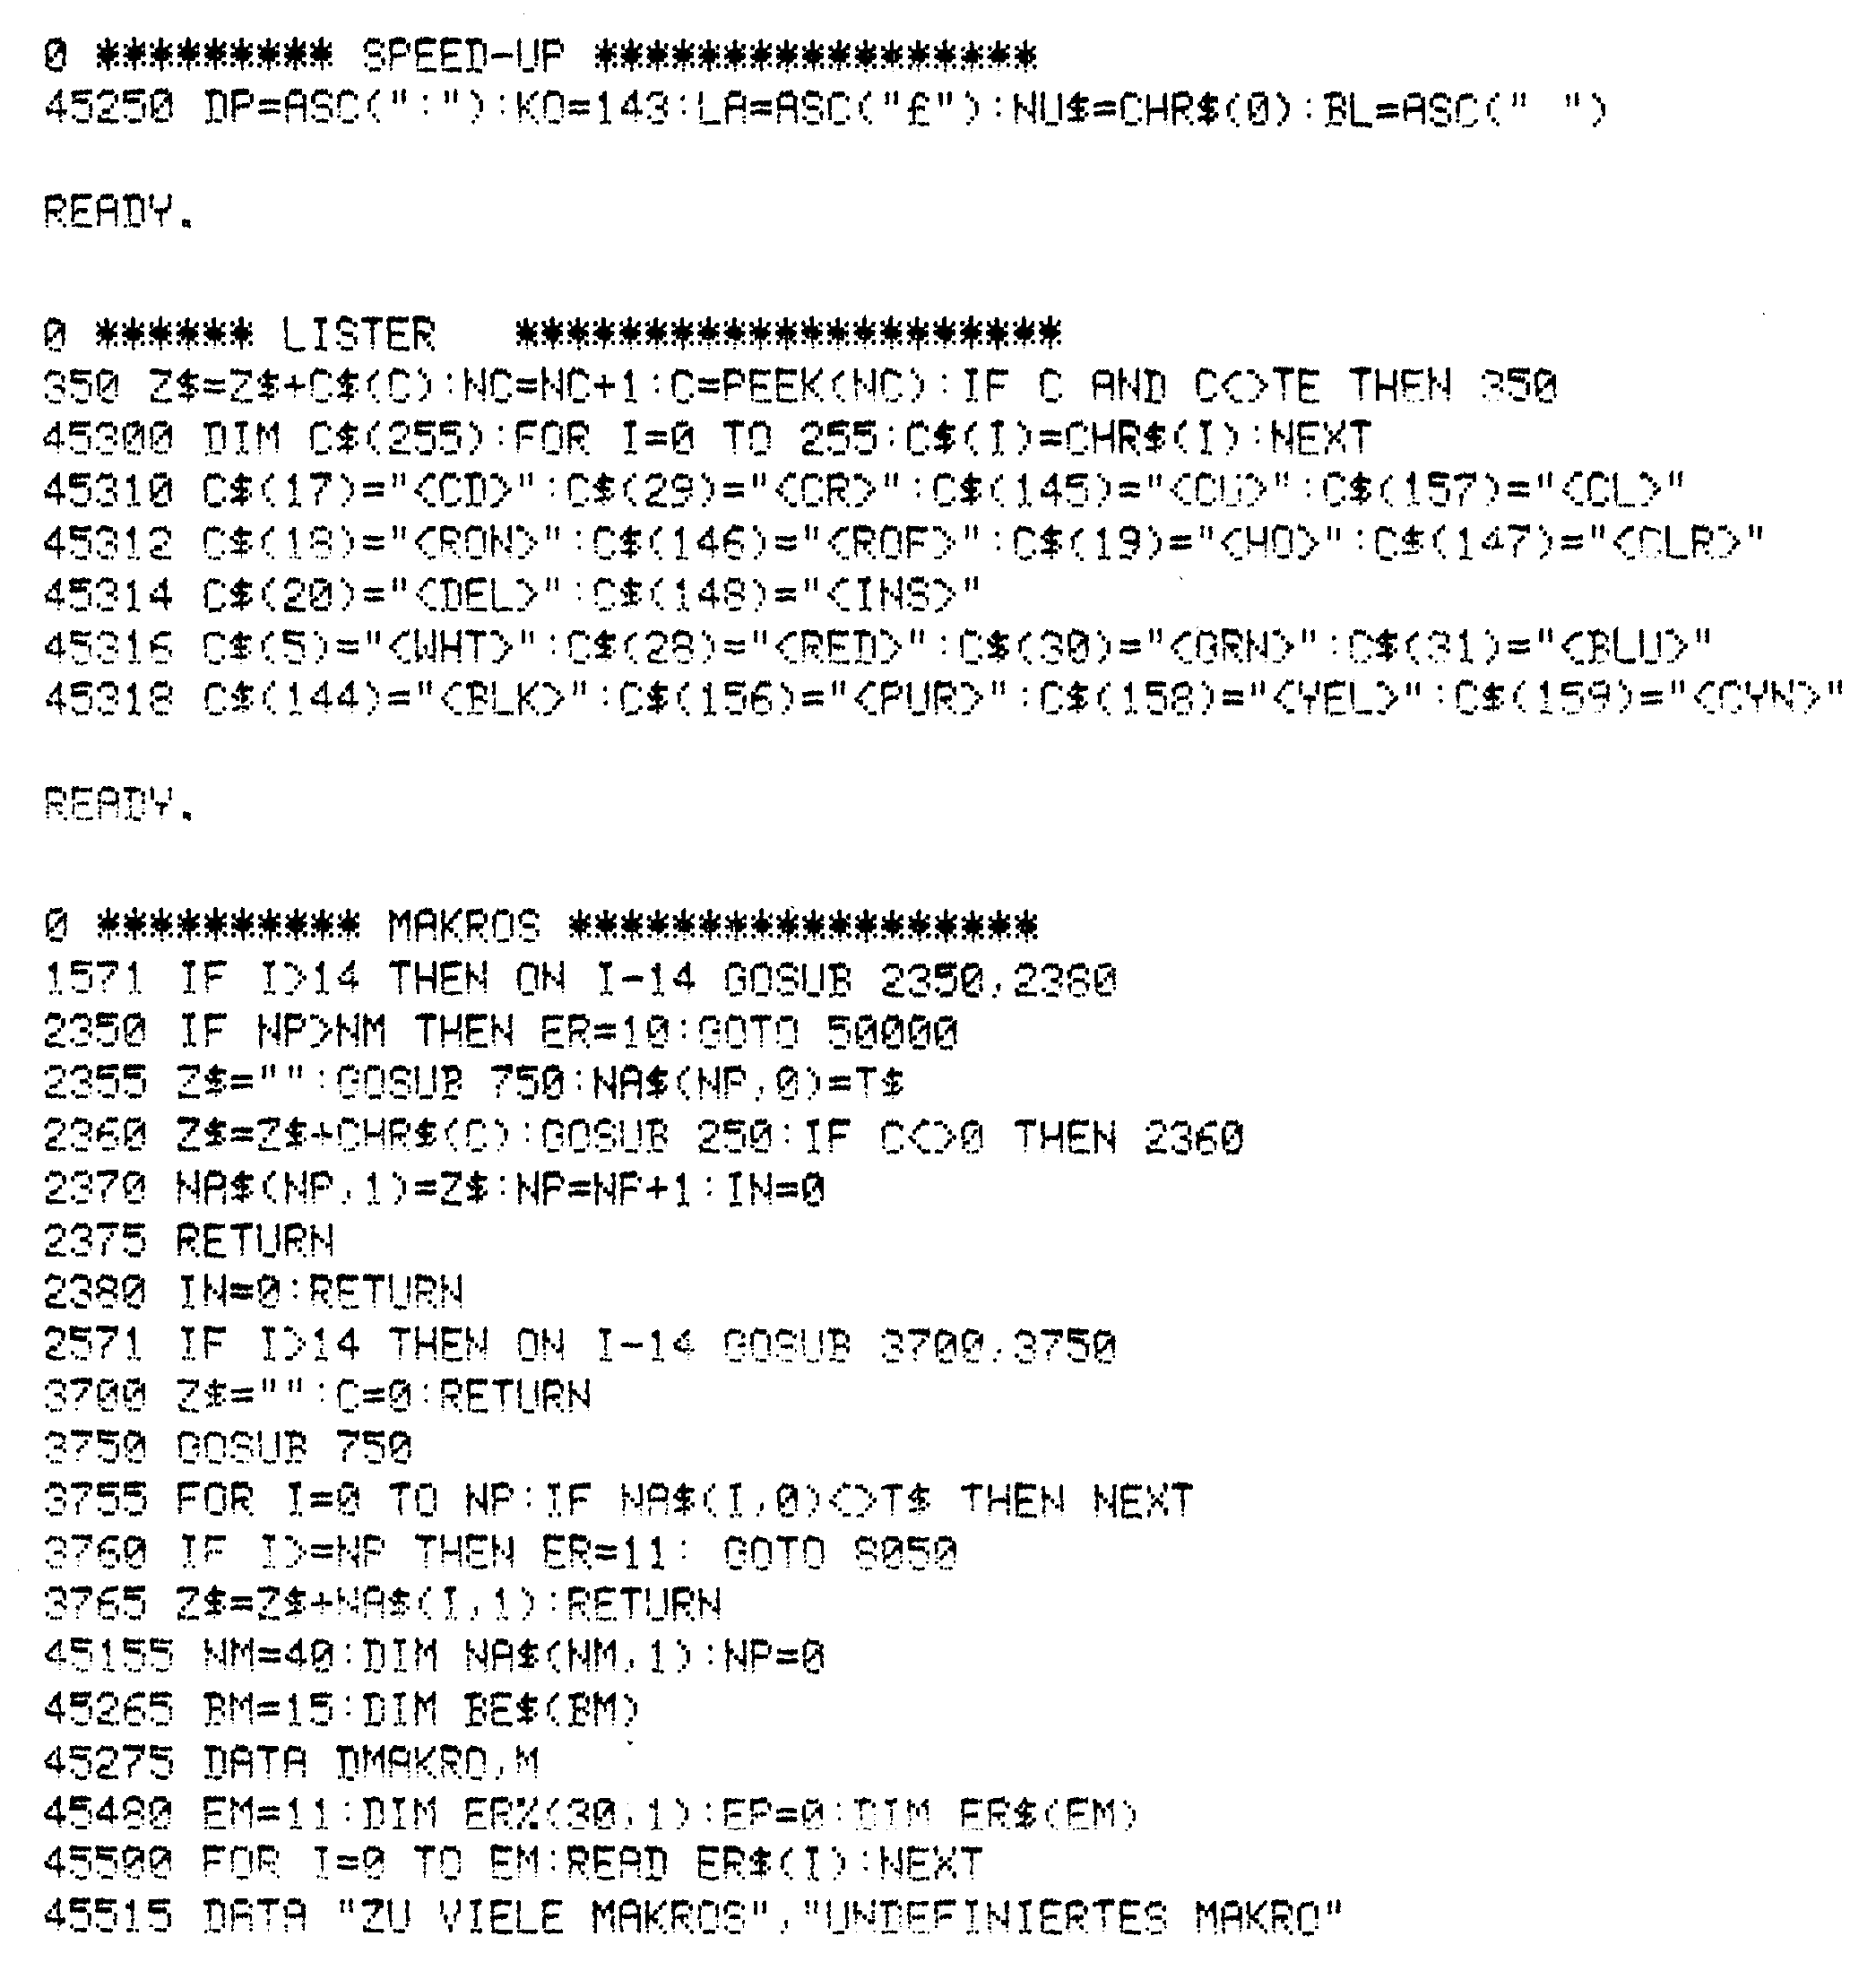 0 ********* SPEED-UP *****************
45250 DP=ASC(":"):KO=143:LA=ASC("£"):NU$=CHR$(0):BL=ASC(" ")
READY.
0 ****** LISTER   *********************
350 Z$=Z$+C$(C):NC=NC+1:C=PEEK(NC):IF C AND C<>TE THEN 350
45300 DIM C$(255):FOR I=0 TO 255:C$(I)=CHR$(I):NEXT
45310 C$(17)="<CD>":C$(29)="<CR>":C$(145)="<CU>":C$(157)="<CL>"
45312 C$(18)="<RON>":C$(146)="<ROF>":C$(19)="<HO>":C$(147)="<CLR>"
45314 C$(20)="<DEL>":C$(148)="<INS>"
45316 C$(5)="<WHT>":C$(28)="<RED>":C$(30)="<GRN>":C$(31)="<BLU>"
45318 C$(144)="<BLK>":C$(156)="<PUR>":C$(158)="<YEL>":C$(159)="<CYN>"
READY.
0 ********** MAKROS ******************
1571 IF I>14 THEN ON I-14 GOSUB 2350,2380
2350 IF NP>NM THEN ER=10:GOTO 50000
2355 Z$="":GOSUB 750:NA$(NP,0)=T$
2360 Z$=Z$+CHR$(C):GOSUB 250:IF C<>0 THEN 2360
2370 NA$(NP,1)=Z$:NP=NP+1:IN=0
2375 RETURN
2380 IN=0:RETURN
2571 IF I>14 THEN ON I-14 GOSUB 3700,3750
3700 Z$="":C=0:RETURN
3750 GOSUB 750
3755 FOR I=0 TO NP:IF NA$(I,0)<>T$ THEN NEXT
3760 IF I>=NP THEN ER=11: GOTO 8050
3765 Z$=Z$+NA$(I,1):RETURN
45155 NM=40:DIM NA$(NM,1):NP=0
45265 BM=15:DIM BE$(BM)
45275 DATA DMAKRO,M
45480 EM=11:DIM ER%(30,1):EP=0:DIM ER$(EM)
45500 FOR I=0 TO EM:READ ER$(I):NEXT
45515 DATA "ZU VIELE MAKROS","UNDEFINIERTES MAKRO"